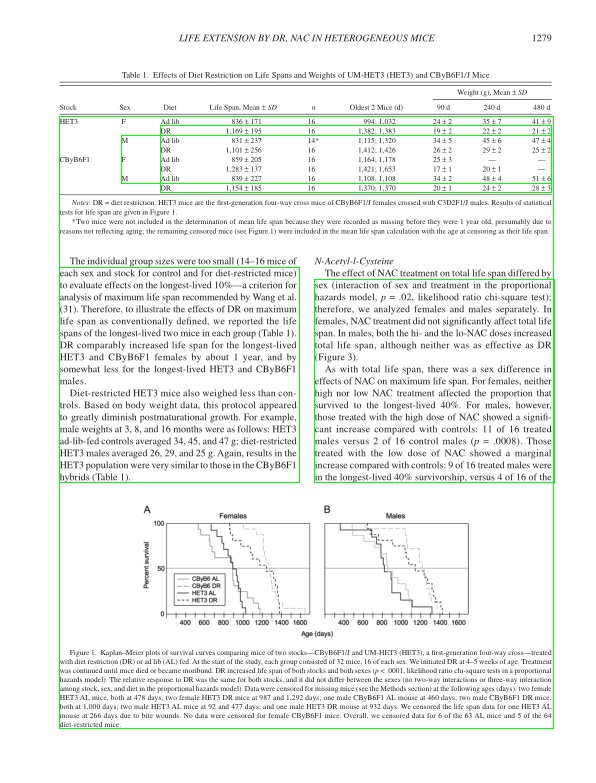 LIFE EXTENSION BY DR, NAC IN HETEROGENEOUS MICE 1279
Table 1. Effects of Diet Restriction on Life Spans and Weights of UM-HET3 (HET3) and CByB6F1/J Mice
Weight (g), Mean ± SD
Stock Sex Diet Life Span, Mean ± SD n Oldest 2 Mice (d) 90 d 240 d 480 d
HET3 F Ad lib 836 ± 171 16 994; 1,032 24 ± 2 35 ± 7 41 ± 9
DR 1,169 ± 195 16 1,382; 1,383 19 ± 2 22 ± 2 21 ± 2
M Ad lib 831 ± 237 14* 1,115; 1,320 34 ± 5 45 ± 6 47 ± 4
DR 1,101 ± 256 16 1,412; 1,426 26 ± 2 29 ± 2 25 ± 2
CByB6F1 F Ad lib 859 ± 205 16 1,164; 1,178 25 ± 3 — —
DR 1,283 ± 137 16 1,421; 1,653 17 ± 1 20 ± 1 —
M Ad lib 839 ± 227 16 1,108; 1,108 34 ± 2 48 ± 4 51 ± 6
DR 1,154 ± 185 16 1,370; 1,370 20 ± 1 24 ± 2 28 ± 3
Notes: DR = diet restriction. HET3 mice are the first-generation four-way cross mice of CByB6F1/J females crossed with C3D2F1/J males. Results of statistical
tests for life span are given in Figure 1.
* Two mice were not included in the determination of mean life span because they were recorded as missing before they were 1 year old, presumably due to
reasons not reflecting aging; the remaining censored mice (see Figure 1) were included in the mean life span calculation with the age at censoring as their life span.
The individual group sizes were too small (14–16 mice of
each sex and stock for control and for diet-restricted mice)
to evaluate effects on the longest-lived 10%—a criterion for
analysis of maximum life span recommended by Wang et al.
(31). Therefore, to illustrate the effects of DR on maximum
life span as conventionally defined, we reported the life
spans of the longest-lived two mice in each group (Table 1).
DR comparably increased life span for the longest-lived
HET3 and CByB6F1 females by about 1 year, and by
somewhat less for the longest-lived HET3 and CByB6F1
males.
Diet-restricted HET3 mice also weighed less than con-
trols. Based on body weight data, this protocol appeared
to greatly diminish postmaturational growth. For example,
male weights at 3, 8, and 16 months were as follows: HET3
ad-lib-fed controls averaged 34, 45, and 47 g; diet-restricted
HET3 males averaged 26, 29, and 25 g. Again, results in the
HET3 population were very similar to those in the CByB6F1
hybrids (Table 1).
N-Acetyl-l-Cysteine
The effect of NAC treatment on total life span differed by
sex (interaction of sex and treatment in the proportional
hazards model, p = .02, likelihood ratio chi-square test);
therefore, we analyzed females and males separately. In
females, NAC treatment did not significantly affect total life
span. In males, both the hi- and the lo-NAC doses increased
total life span, although neither was as effective as DR
(Figure 3).
As with total life span, there was a sex difference in
effects of NAC on maximum life span. For females, neither
high nor low NAC treatment affected the proportion that
survived to the longest-lived 40%. For males, however,
those treated with the high dose of NAC showed a signifi-
cant increase compared with controls: 11 of 16 treated
males versus 2 of 16 control males (p = .0008). Those
treated with the low dose of NAC showed a marginal
increase compared with controls: 9 of 16 treated males were
in the longest-lived 40% survivorship, versus 4 of 16 of the
A B
Females Males
Percent survival
100
50
0
CByB6 AL
CByB6 DR
HET3 AL
HET3 DR
400 600 800 1000 1200 1400 1600 400 600 800 1000 1200 1400 1600
Age (days)
Figure 1. Kaplan–Meier plots of survival curves comparing mice of two stocks—CByB6F1/J and UM-HET3 (HET3), a first-generation four-way cross—treated
with diet restriction (DR) or ad lib (AL) fed. At the start of the study, each group consisted of 32 mice, 16 of each sex. We initiated DR at 4–5 weeks of age. Treatment
was continued until mice died or became moribund. DR increased life span of both stocks and both sexes (p < .0001, likelihood ratio chi-square tests in a proportional
hazards model). The relative response to DR was the same for both stocks, and it did not differ between the sexes (no two-way interactions or three-way interaction
among stock, sex, and diet in the proportional hazards model). Data were censored for missing mice (see the Methods section) at the following ages (days): two female
HET3 AL mice, both at 478 days; two female HET3 DR mice at 987 and 1,292 days; one male CByB6F1 AL mouse at 460 days; two male CByB6F1 DR mice,
both at 1,000 days; two male HET3 AL mice at 92 and 477 days; and one male HET3 DR mouse at 932 days. We censored the life span data for one HET3 AL
mouse at 266 days due to bite wounds. No data were censored for female CByB6F1 mice. Overall, we censored data for 6 of the 63 AL mice and 5 of the 64
diet-restricted mice.